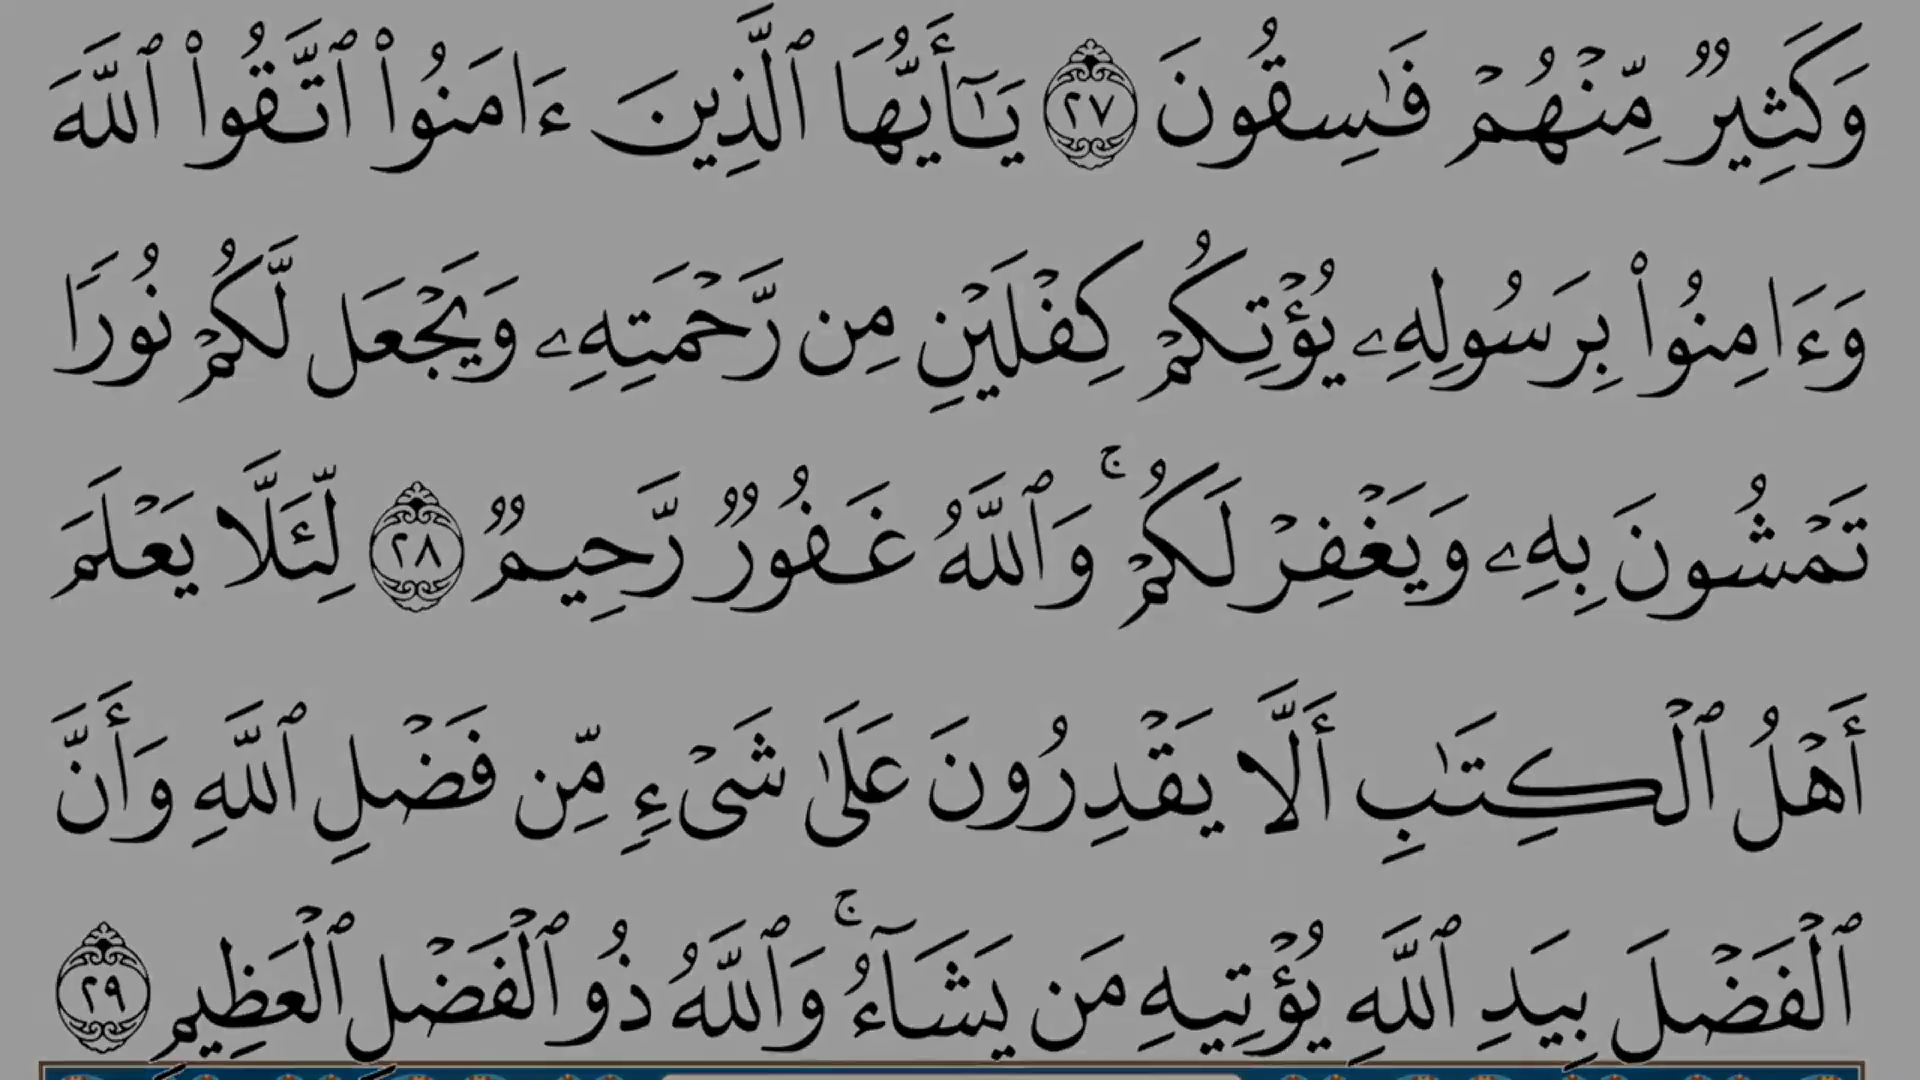 وَكَثِيرٌ مِّنْهُمْ فَٰسِقُونَ ٢٧ يَٰٓأَيُّهَا ٱلَّذِينَ ءَامَنُوا۟ ٱتَّقُوا۟ ٱللَّهَ
وَءَامِنُوا۟ بِرَسُولِهِۦ يُؤْتِكُمْ كِفْلَيْنِ مِن رَّحْمَتِهِۦ وَيَجْعَل لَّكُمْ نُورًا
تَمْشُونَ بِهِۦ وَيَغْفِرْ لَكُمْ ۚ وَٱللَّهُ غَفُورٌ رَّحِيمٌ ٢٨ لِّئَلَّا يَعْلَمَ
أَهْلُ ٱلْكِتَٰبِ أَلَّا يَقْدِرُونَ عَلَىٰ شَىْءٍ مِّن فَضْلِ ٱللَّهِ وَأَنَّ
ٱلْفَضْلَ بِيَدِ ٱللَّهِ يُؤْتِيهِ مَن يَشَآءُ ۚ وَٱللَّهُ ذُو ٱلْفَضْلِ ٱلْعَظِيمِ ٢٩